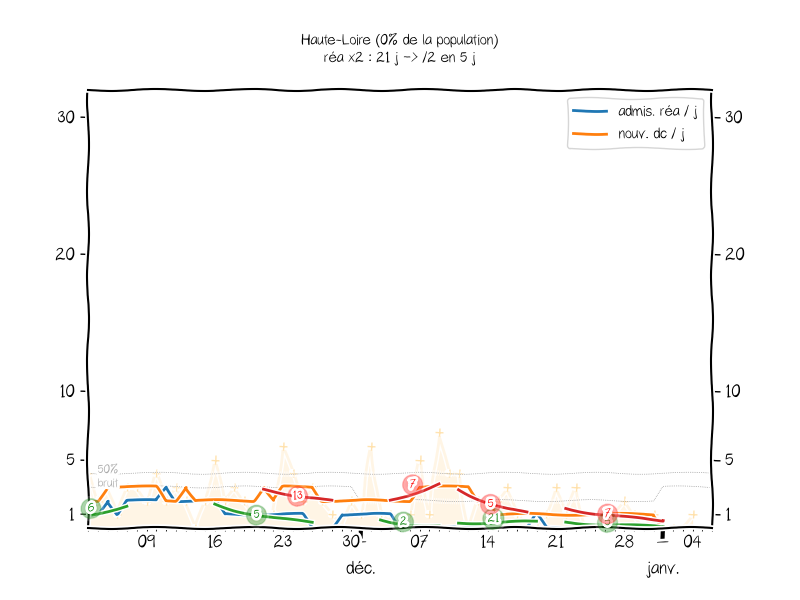 Haute-Loire (0% de la population)
réa x2 : 21 j -> /2 en 5 j
admis. réa / j
nouv. dc / j
30 30
20 20
10 10
5 5
1 1
50%
bruit
6 5 13 2 7 5 21 7
09 16 23 30 07 14 21 28 1 04
déc. janv.